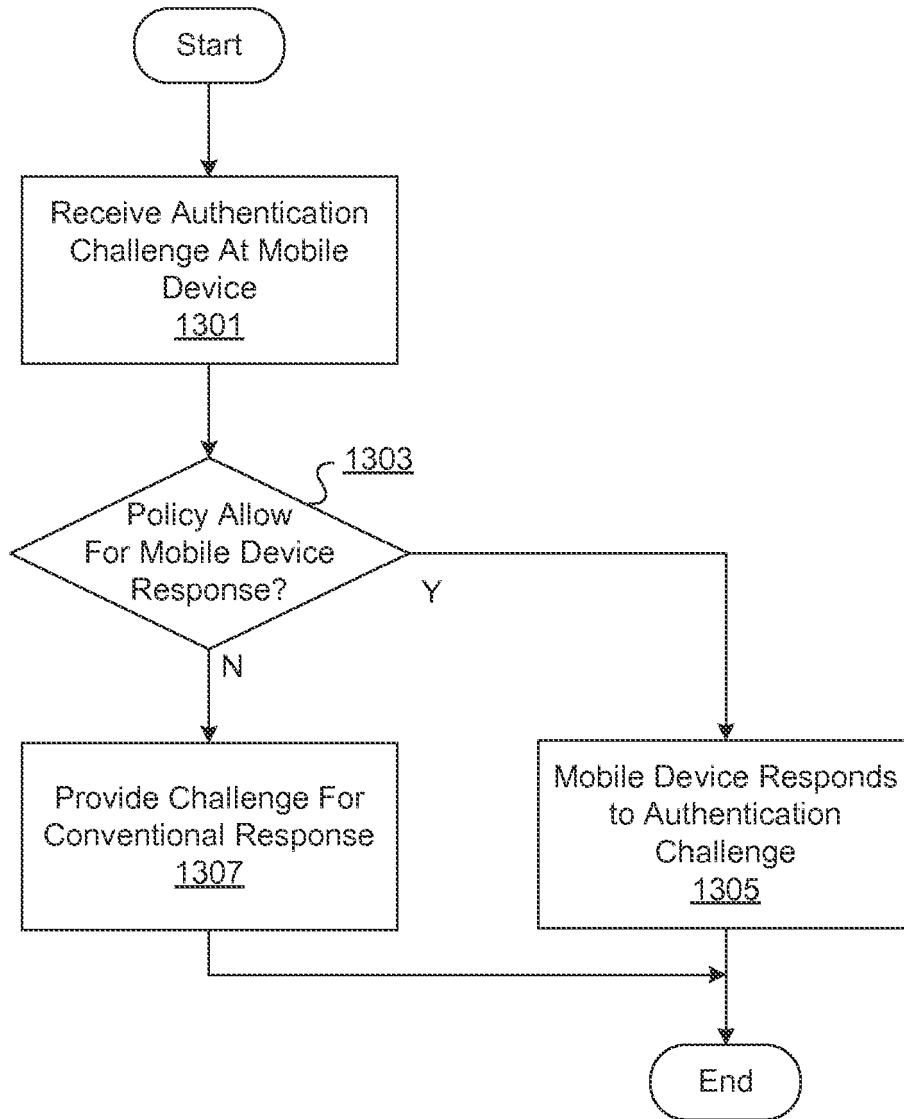 Start
Receive Authentication
Challenge At Mobile
Device
1301
1303
Policy Allow
For Mobile Device
Response?
Y
N
Provide Challenge For
Conventional Response
1307
Mobile Device Responds
to Authentication
Challenge
1305
End